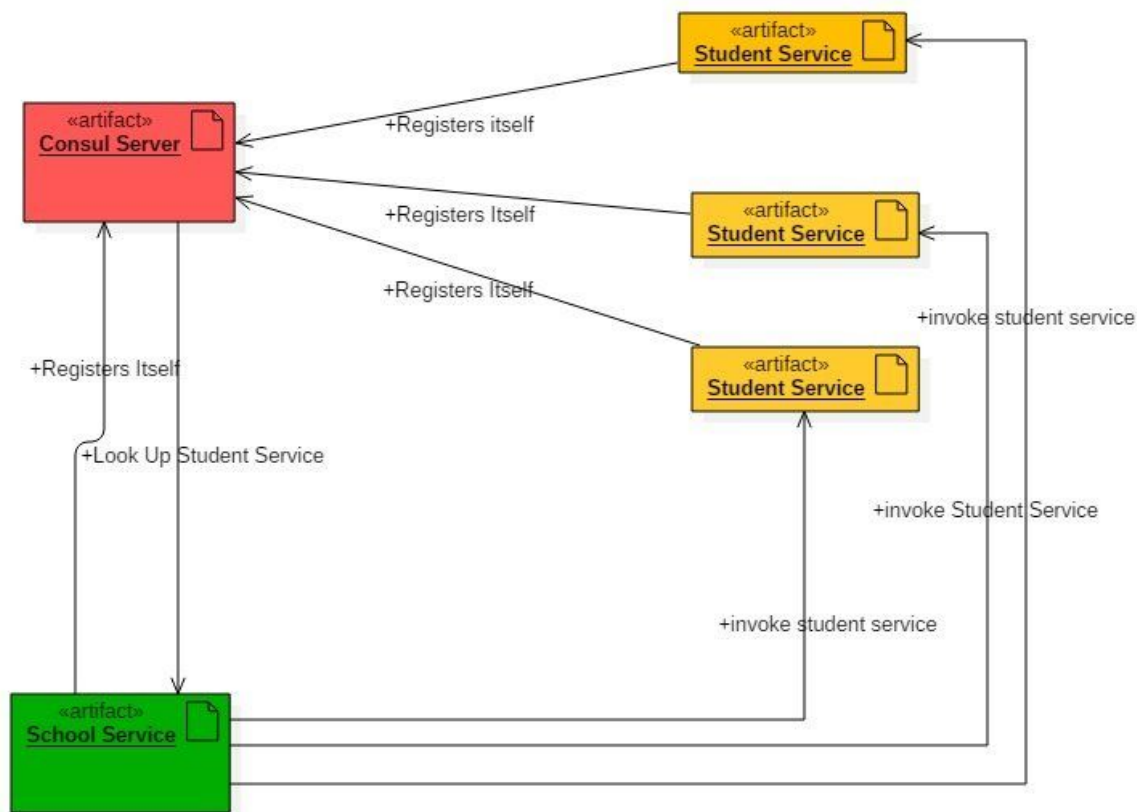 «artifact»
Student Service
«artifact»
Consul Server
+Registers itself
«artifact»
Student Service
+Registers Itself
+Registers Itself
+invoke student service
«artifact»
Student Service
+Registers Itself
+Look Up Student Service
+invoke Student Service
+invoke student service
«artifact»
School Service